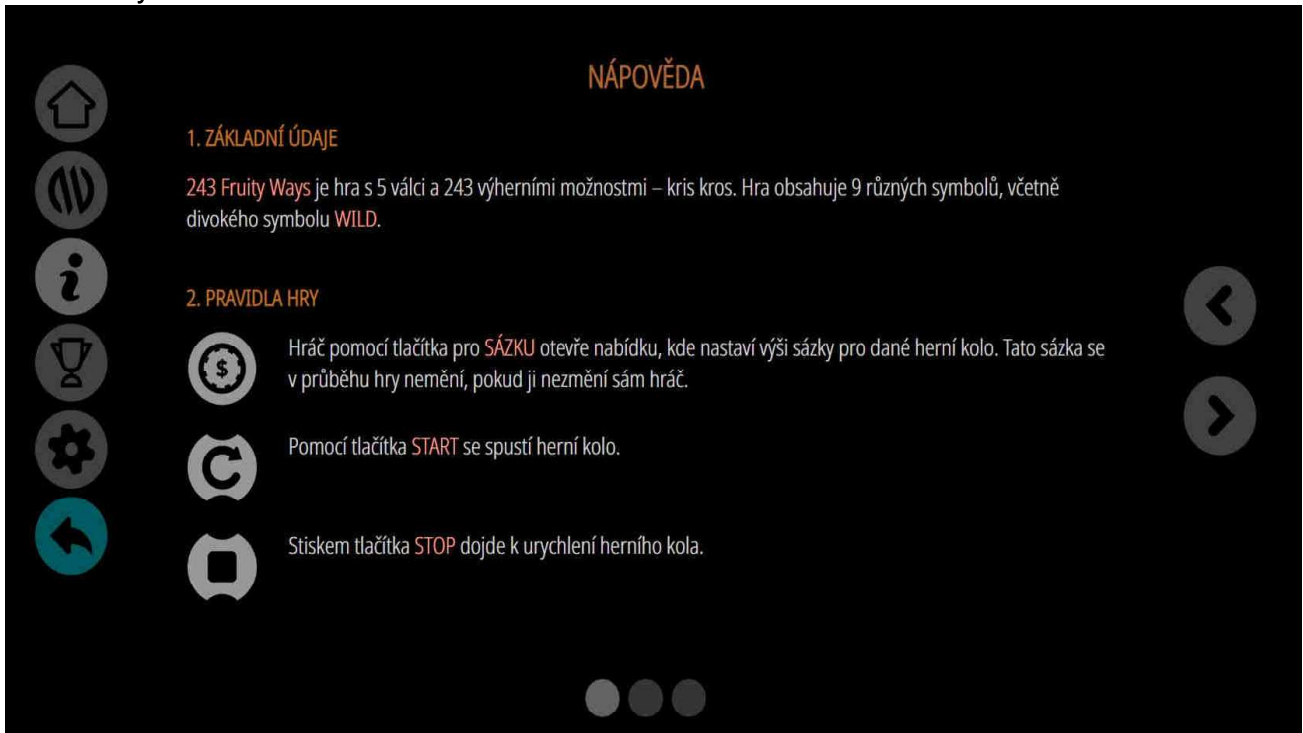 NÁPOVĚDA
1. ZÁKLADNÍ ÚDAJE
243 Fruity Ways je hra s 5 válci a 243 výherními možnostmi – kris kros. Hra obsahuje 9 různých symbolů, včetně
divokého symbolu WILD.
2. PRAVIDLA HRY
Hráč pomocí tlačítka pro SÁZKU otevře nabídku, kde nastaví výši sázky pro dané herní kolo. Tato sázka se
v průběhu hry nemění, pokud ji nezmění sám hráč.
Pomocí tlačítka START se spustí herní kolo.
Stiskem tlačítka STOP dojde k urychlení herního kola.